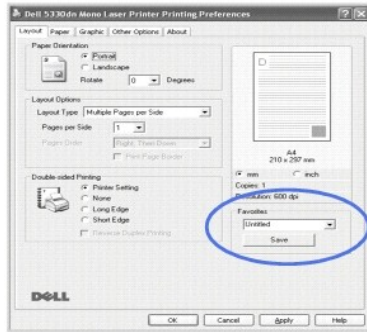 Dell 5330dn Mono Laser Printer Printing Preferences
Layout Paper Graphic Other Options About
Paper Orientation
Portrait
Landscape
Rotate 0 Degrees
Layout Options
Layout Type Multiple Pages per Side
Pages per Side 1
Pages Order Right, Then Down
Print Page Border
Double-sided Printing
Printer Setting
None
Long Edge
Short Edge
Reverse Duplex Printing
A4
210 x 297 mm
mm inch
Copies: 1
Resolution: 600 dpi
Favorites
Untitled
Save
DELL
OK Cancel Apply Help